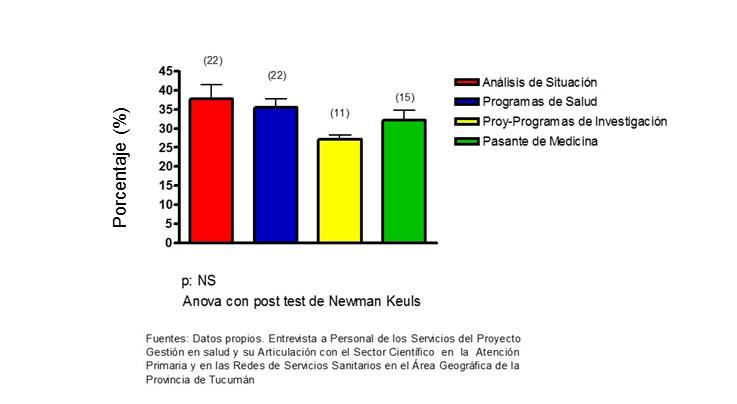 (22)
(22)
(11)
(15)
45
40
35
30
25
20
15
10
5
0
Porcentaje (%)
Análisis de Situación
Programas de Salud
Proy-Programas de Investigación
Pasante de Medicina
p: NS
Anova con post test de Newman Keuls
Fuentes: Datos propios. Entrevista a Personal de los Servicios del Proyecto
Gestión en salud y su Articulación con el Sector Científico en la Atención
Primaria y en las Redes de Servicios Sanitarios en el Área Geográfica de la
Provincia de Tucumán